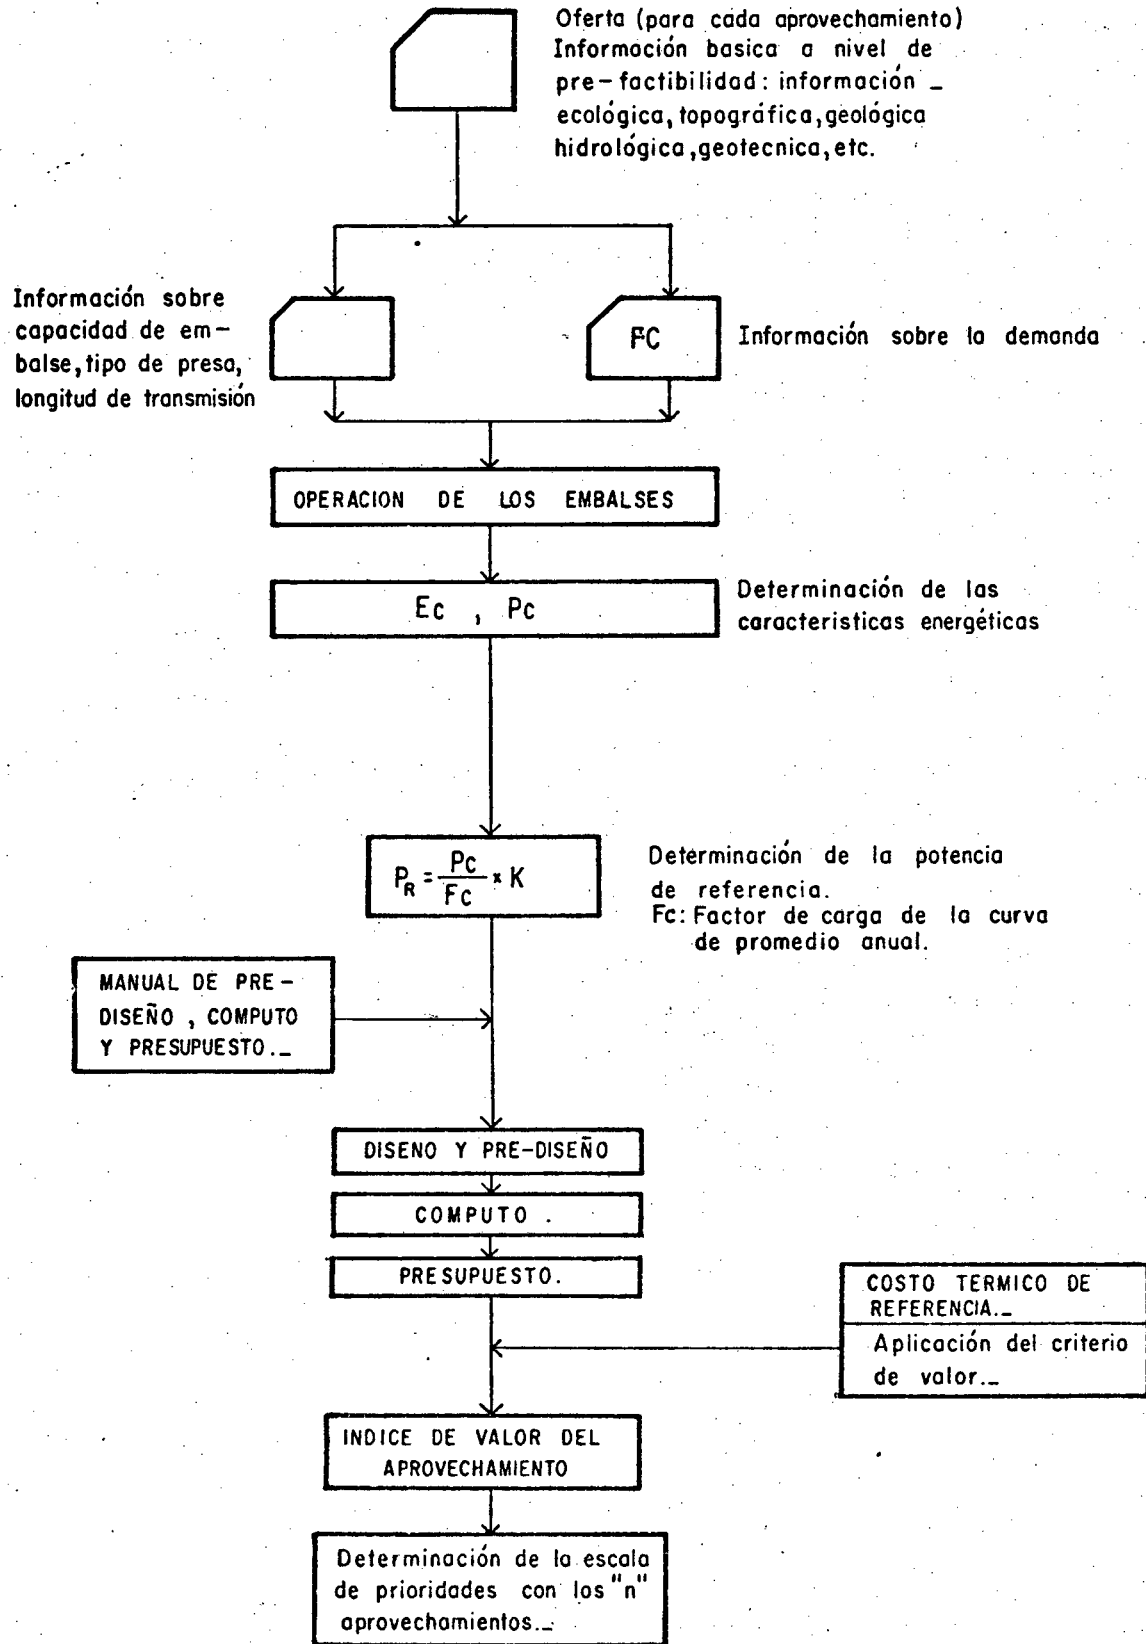 Oferta (para cada aprovechamiento)
Información basica a nivel de
pre-factibilidad: información _
ecológica, topográfica, geológica
hidrológica, geotecnica, etc.
Información sobre
capacidad de em-
balse, tipo de presa,
longitud de transmisión
FC
Información sobre la demanda
OPERACION DE LOS EMBALSES
Ec , Pc
Determinación de las
caracteristicas energéticas
P_R = Pc/Fc x K
Determinación de la potencia
de referencia.
Fc: Factor de carga de la curva
de promedio anual.
MANUAL DE PRE-
DISEÑO , COMPUTO
Y PRESUPUESTO._
DISENO Y PRE-DISEÑO
COMPUTO .
PRESUPUESTO.
COSTO TERMICO DE
REFERENCIA._
Aplicación del criterio
de valor._
INDICE DE VALOR DEL
APROVECHAMIENTO
Determinación de la escala
de prioridades con los "n"
aprovechamientos._